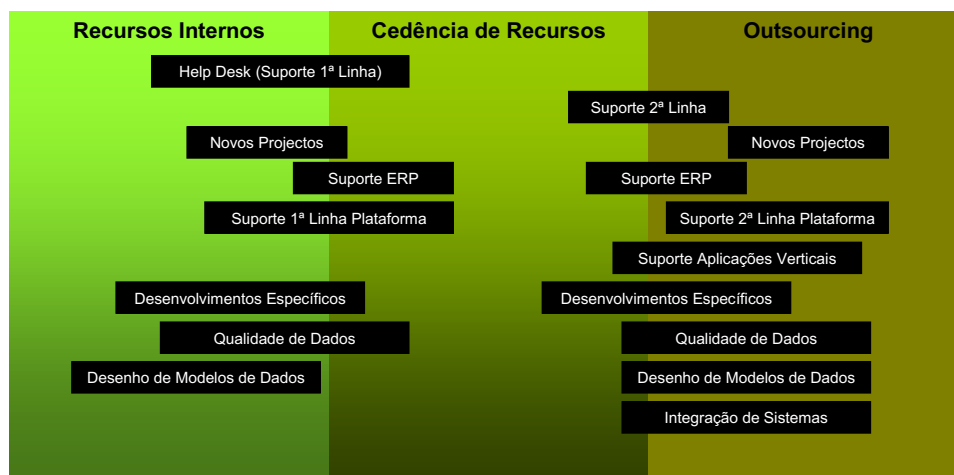 Recursos Internos
Cedência de Recursos
Outsourcing
Help Desk (Suporte 1ª Linha)
Suporte 2ª Linha
Novos Projectos
Novos Projectos
Suporte ERP
Suporte ERP
Suporte 1ª Linha Plataforma
Suporte 2ª Linha Plataforma
Suporte Aplicações Verticais
Desenvolvimentos Específicos
Desenvolvimentos Específicos
Qualidade de Dados
Qualidade de Dados
Desenho de Modelos de Dados
Desenho de Modelos de Dados
Integração de Sistemas